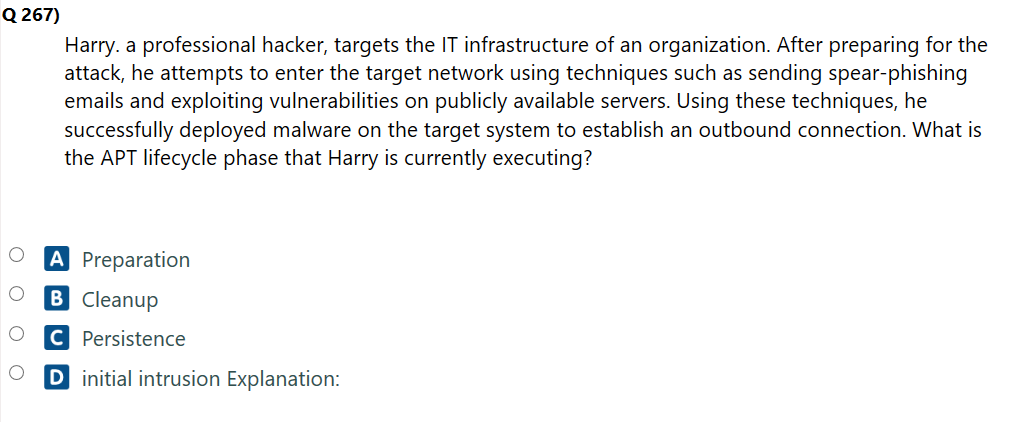 Q 267)
Harry. a professional hacker, targets the IT infrastructure of an organization. After preparing for the
attack, he attempts to enter the target network using techniques such as sending spear-phishing
emails and exploiting vulnerabilities on publicly available servers. Using these techniques, he
successfully deployed malware on the target system to establish an outbound connection. What is
the APT lifecycle phase that Harry is currently executing?
A Preparation
B Cleanup
C Persistence
D initial intrusion Explanation: